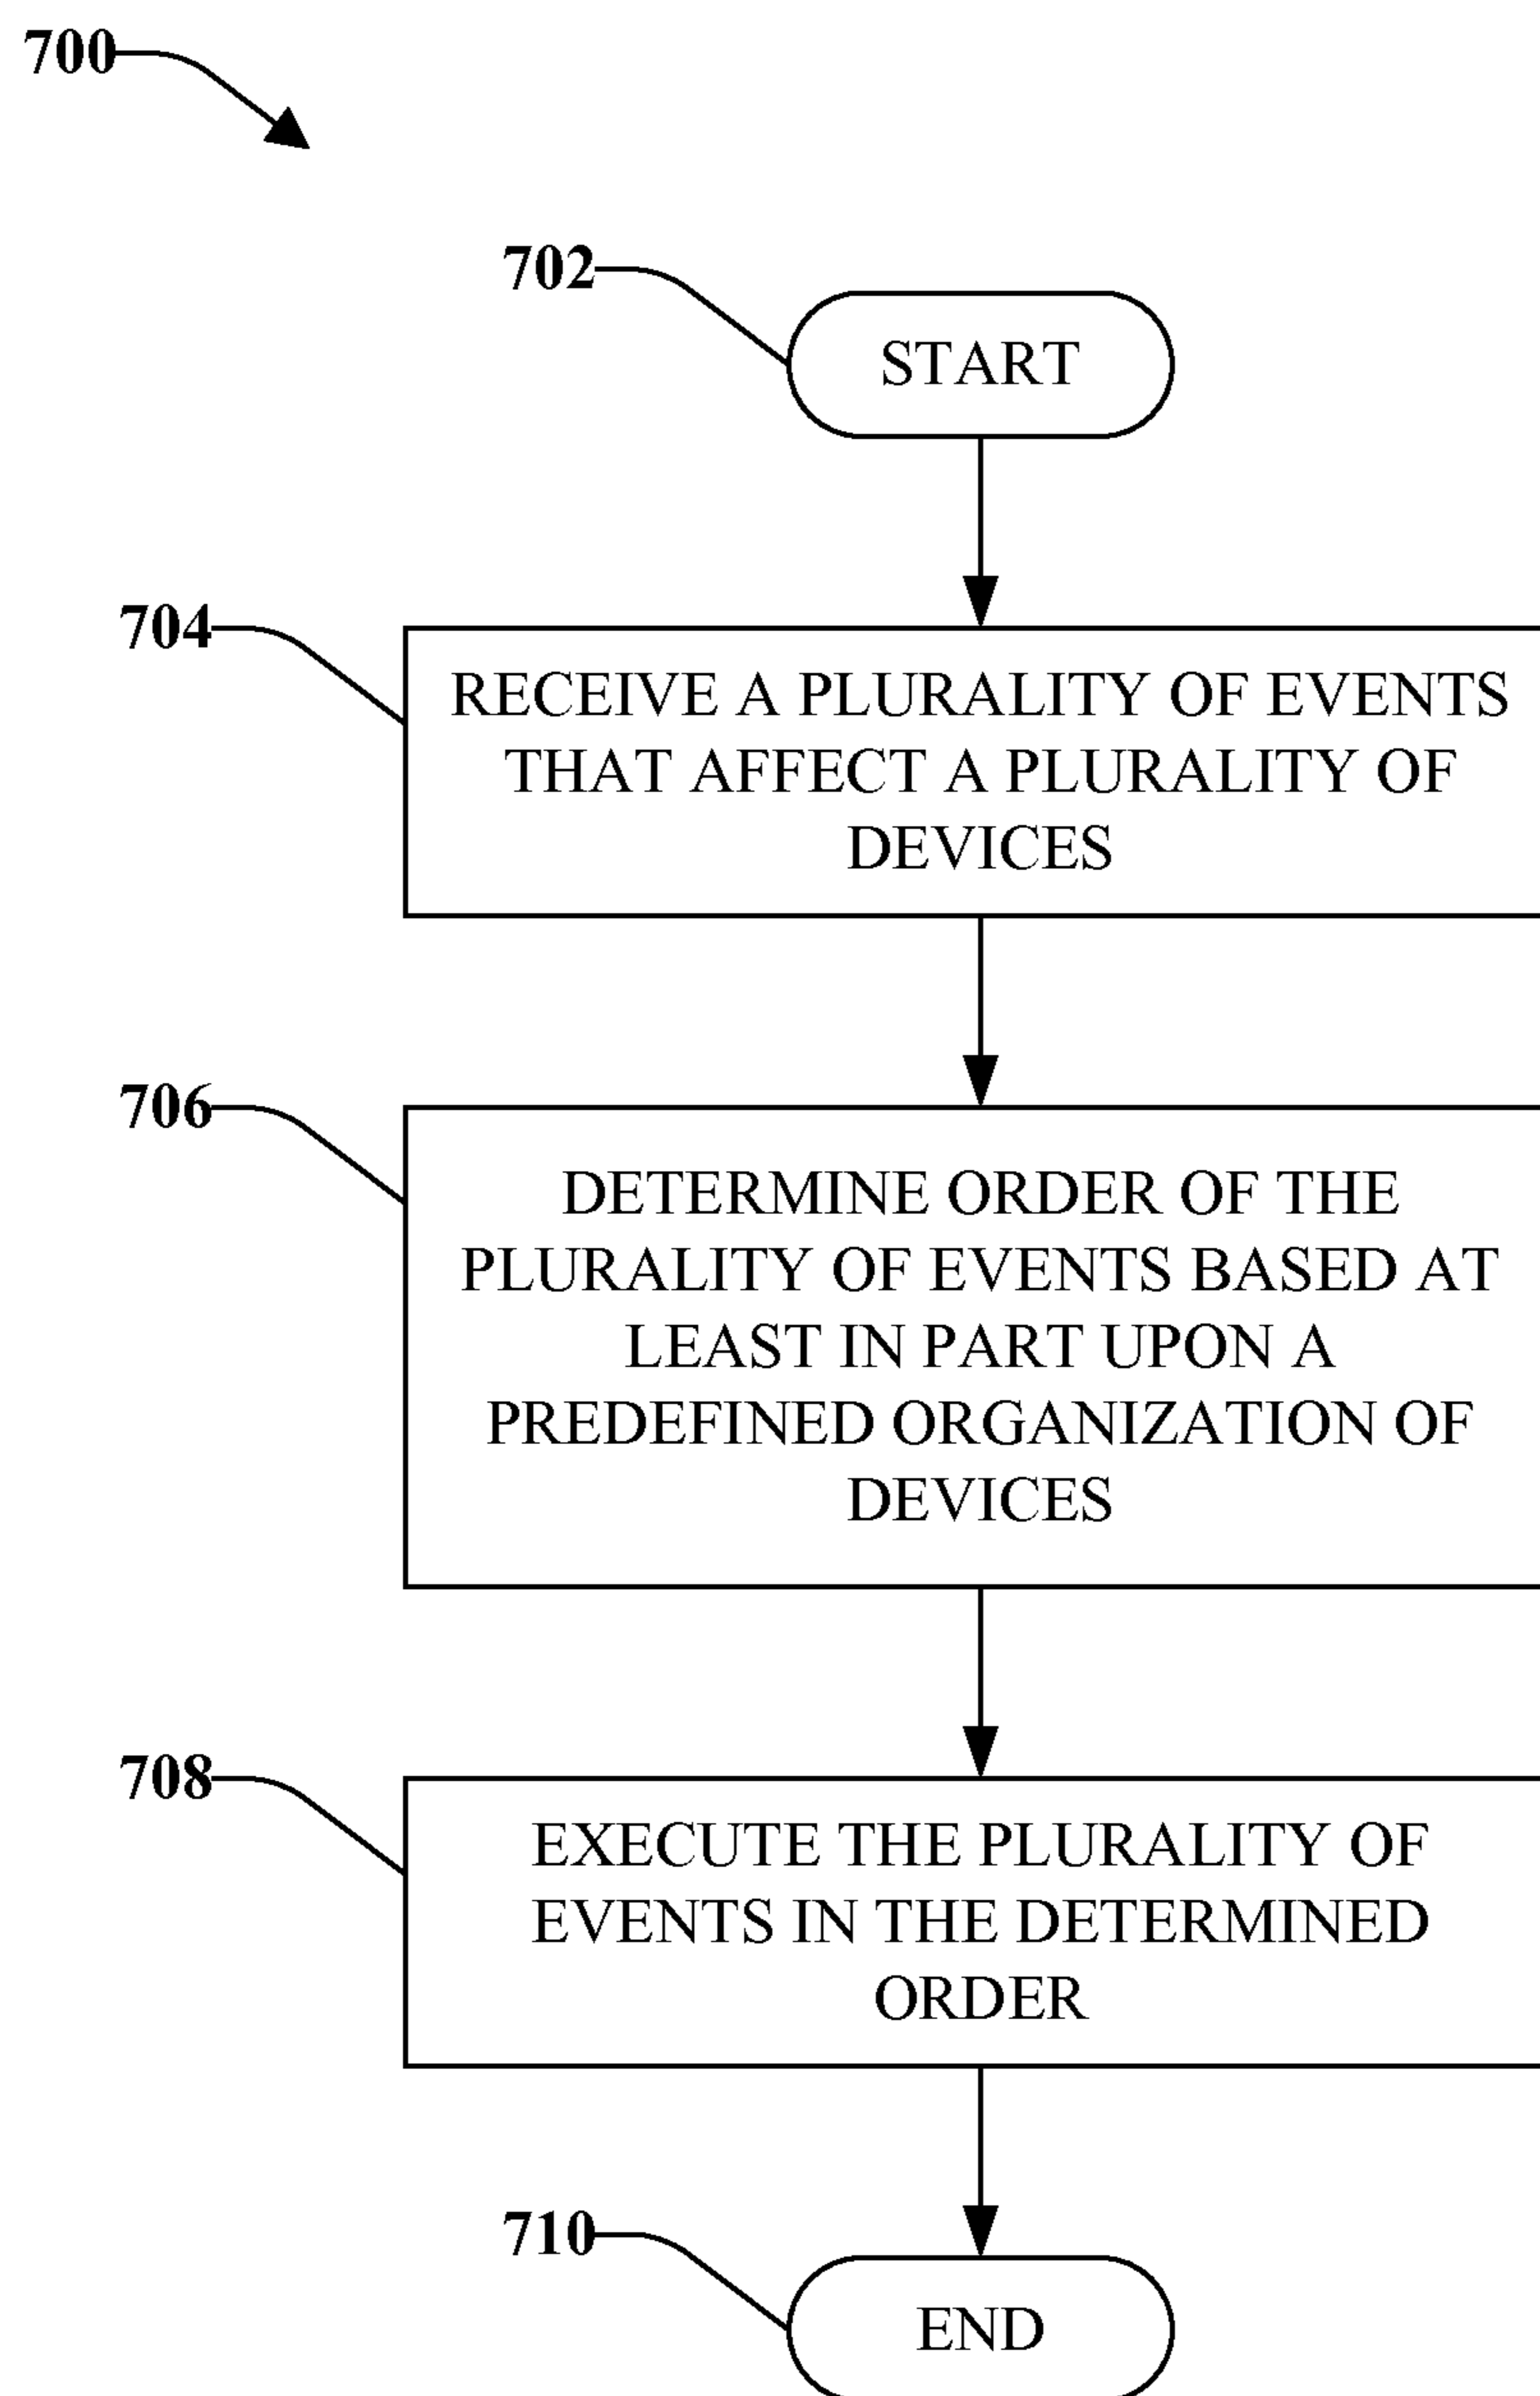 700
702
START
704
RECEIVE A PLURALITY OF EVENTS
THAT AFFECT A PLURALITY OF
DEVICES
706
DETERMINE ORDER OF THE
PLURALITY OF EVENTS BASED AT
LEAST IN PART UPON A
PREDEFINED ORGANIZATION OF
DEVICES
708
EXECUTE THE PLURALITY OF
EVENTS IN THE DETERMINED
ORDER
710
END